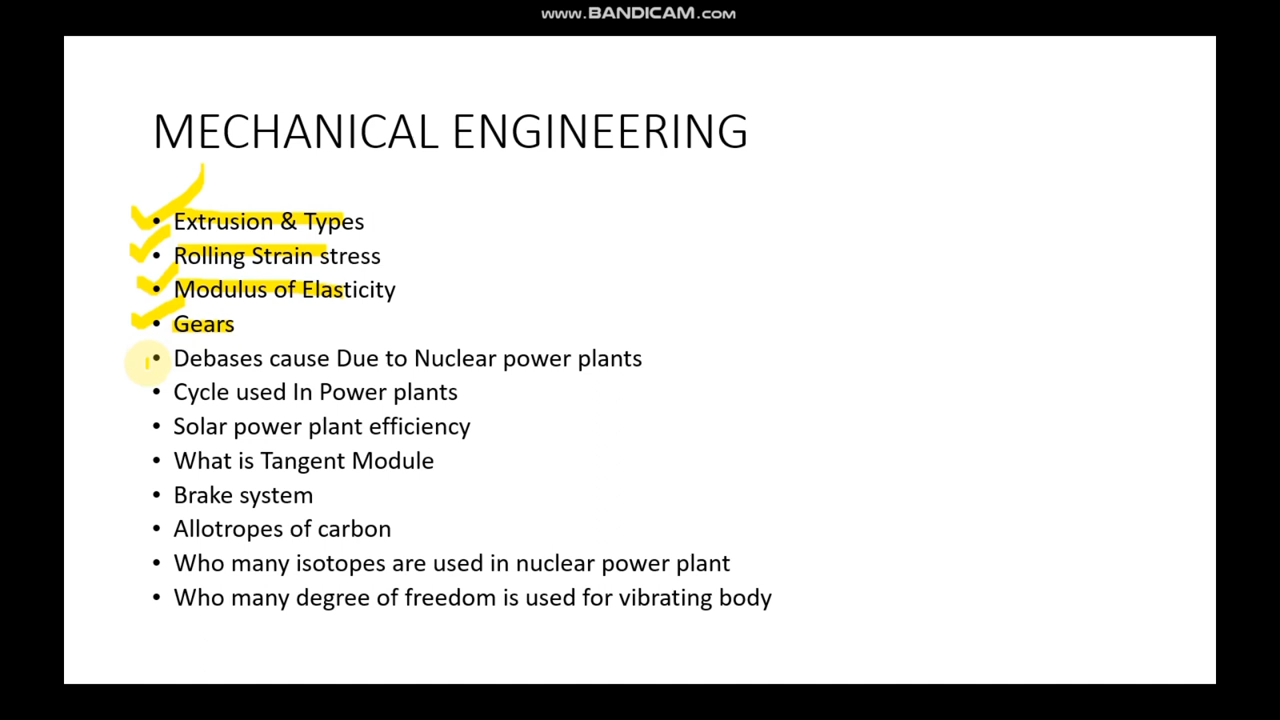 www.BANDICAM.com
MECHANICAL ENGINEERING
• Extrusion & Types
• Rolling Strain stress
• Modulus of Elasticity
• Gears
• Debases cause Due to Nuclear power plants
• Cycle used In Power plants
• Solar power plant efficiency
• What is Tangent Module
• Brake system
• Allotropes of carbon
• Who many isotopes are used in nuclear power plant
• Who many degree of freedom is used for vibrating body